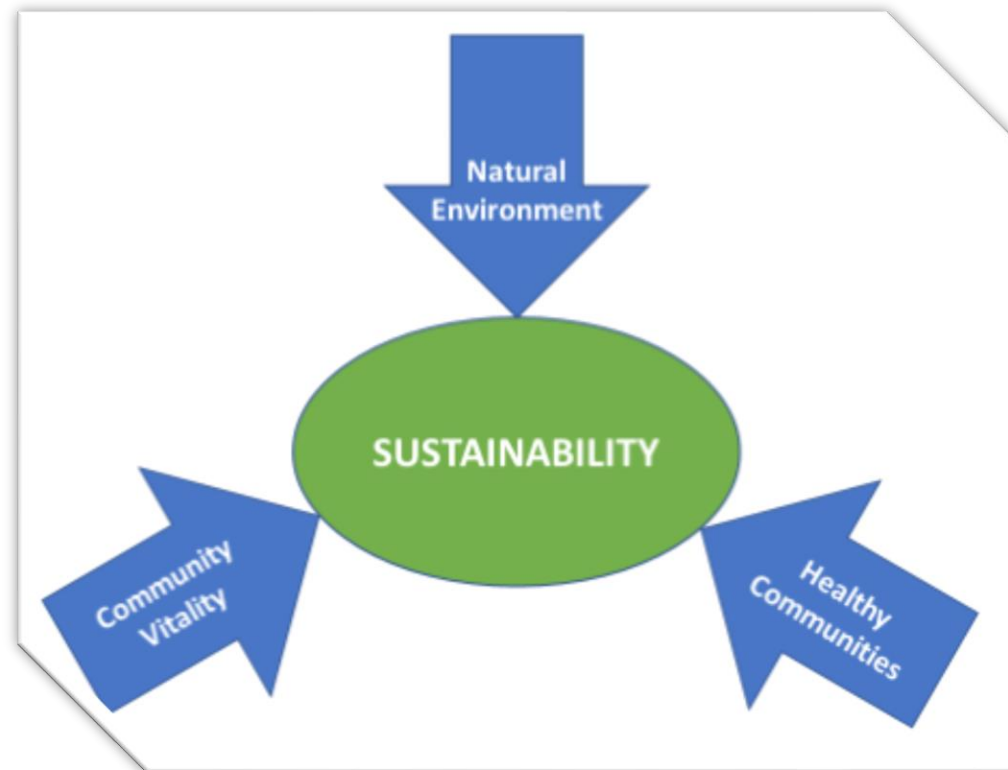 Natural
Environment
SUSTAINABILITY
Community
Vitality
Healthy
Communities